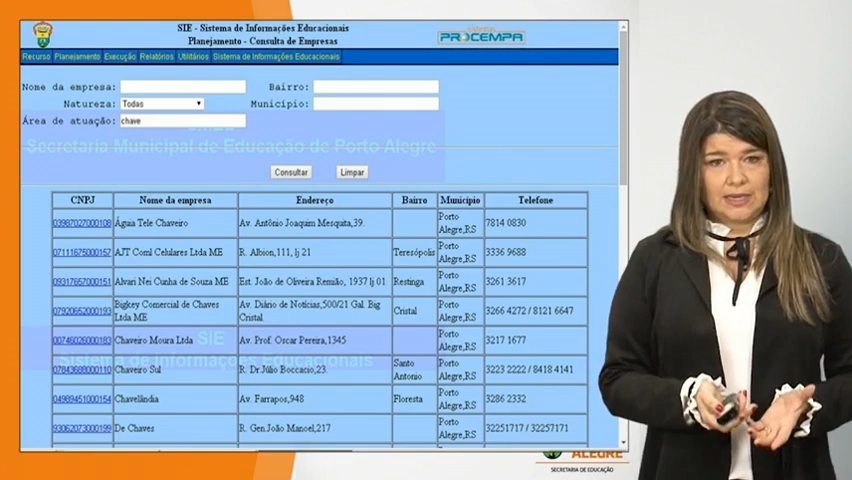 SIE - Sistema de Informações Educacionais
Planejamento - Consulta de Empresas
PROCEMPA
Recurso Planejamento Execução Relatórios Utilitários Sistema de Informações Educacionais
Nome da empresa: Bairro:
Natureza: Todas Município:
Área de atuação: chave
Secretaria Municipal de Educação de Porto Alegre
Consultar Limpar
CNPJ Nome da empresa Endereço Bairro Município Telefone
03987027000108 Águia Tele Chaveiro Av. Antônio Joaquim Mesquita,39. Porto Alegre,RS 7814 0830
07111675000157 AJT Coml Celulares Ltda ME R. Albion,111, lj 21 Teresópolis Porto Alegre,RS 3336 9688
09317657000151 Alvari Nei Cunha de Souza ME Est. João de Oliveira Remião, 1937 lj 01 Restinga Porto Alegre,RS 3261 3617
07920652000193 Bigkey Comercial de Chaves Ltda ME Av. Diário de Notícias,500/21 Gal. Big Cristal Cristal Porto Alegre,RS 3266 4272 / 8121 6647
00746026000183 Chaveiro Moura Ltda Av. Prof. Oscar Pereira,1345 Porto Alegre,RS 3217 1677
SIE
Sistema de Informações Educacionais
07843688000110 Chaveiro Sul R. Dr.Júlio Boccacio,23. Santo Antonio Porto Alegre,RS 3223 2222 / 8418 4141
04989451000154 Chavelândia Av. Farrapos,948 Floresta Porto Alegre,RS 3286 2332
93062073000199 De Chaves R. Gen.João Manoel,217 Porto Alegre,RS 32251717 / 32257171
ALEGRE
SECRETARIA DE EDUCAÇÃO